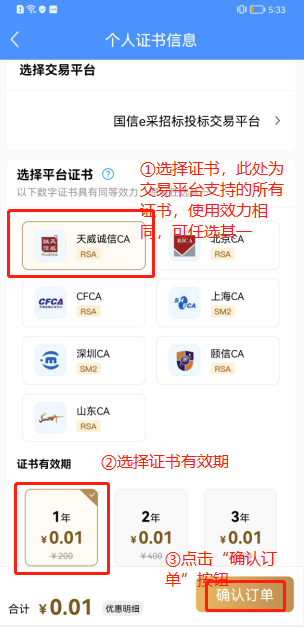 5:33
个人证书信息
选择交易平台
国信e采招标投标交易平台
选择平台证书
①选择证书，此处为
以下数字证书具有同等效力
交易平台支持的所有
证书，使用效力相
同，可任选其一
天威诚信CA
RSA
北京CA
RSA
CFCA
RSA
上海CA
SM2
深圳CA
SM2
颐信CA
RSA
山东CA
RSA
证书有效期
②选择证书有效期
1年
¥0.01
¥200
2年
¥0.01
¥400
3年
¥0.01
③点击“确认订
单”按钮
合计 ¥0.01 优惠明细
确认订单